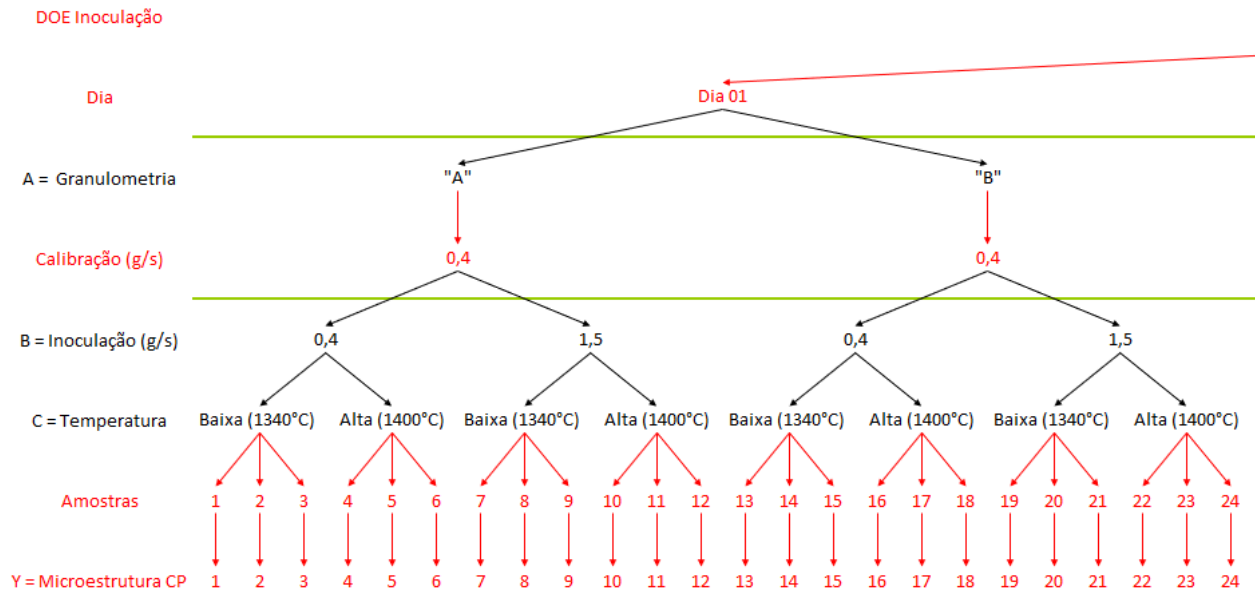 DOE Inoculação
Dia Dia 01
A = Granulometria "A" "B"
Calibração (g/s) 0,4 0,4
B = Inoculação (g/s) 0,4 1,5 0,4 1,5
C = Temperatura Baixa (1340°C) Alta (1400°C) Baixa (1340°C) Alta (1400°C) Baixa (1340°C) Alta (1400°C) Baixa (1340°C) Alta (1400°C)
Amostras 1 2 3 4 5 6 7 8 9 10 11 12 13 14 15 16 17 18 19 20 21 22 23 24
Y = Microestrutura CP 1 2 3 4 5 6 7 8 9 10 11 12 13 14 15 16 17 18 19 20 21 22 23 24